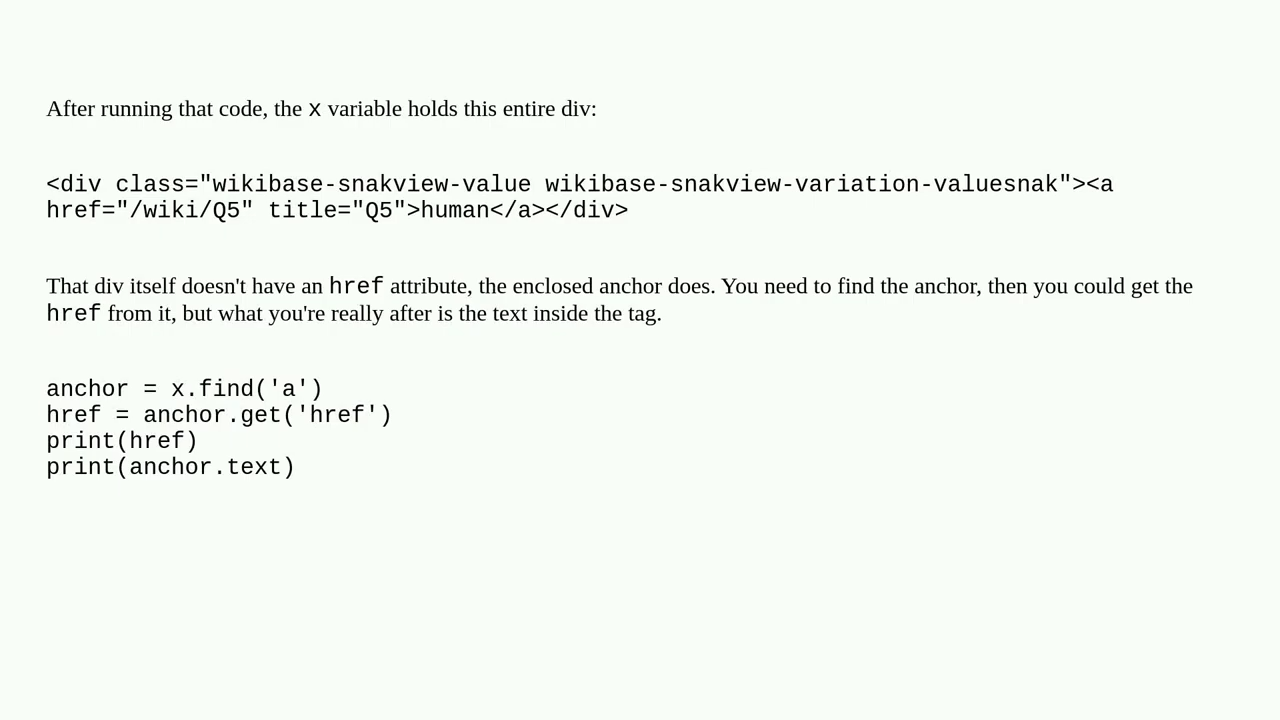 After running that code, the x variable holds this entire div:
<div class="wikibase-snakview-value wikibase-snakview-variation-valuesnak"><a
href="/wiki/Q5" title="Q5">human</a></div>
That div itself doesn't have an href attribute, the enclosed anchor does. You need to find the anchor, then you could get the
href from it, but what you're really after is the text inside the tag.
anchor = x.find('a')
href = anchor.get('href')
print(href)
print(anchor.text)